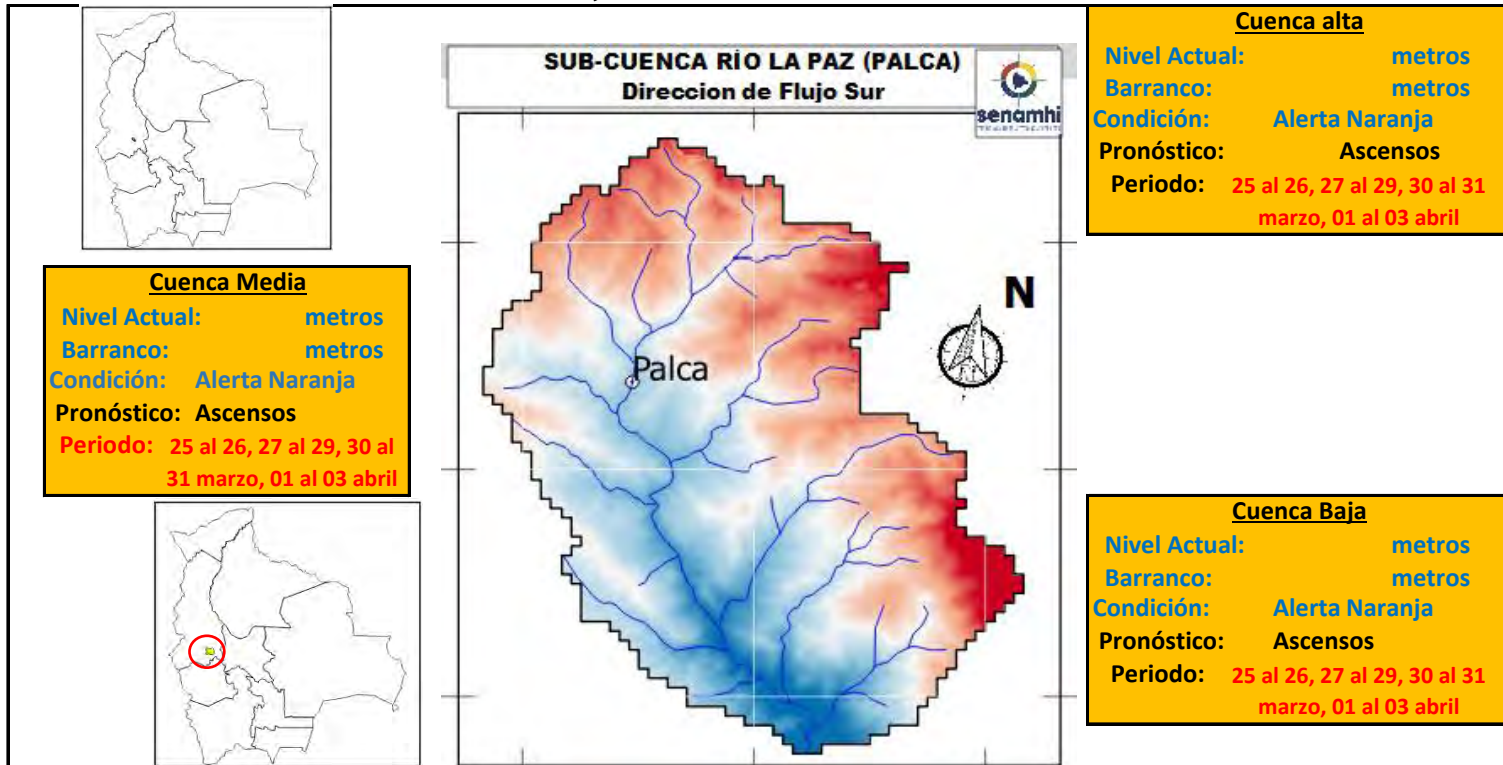 SUB-CUENCA RÍO LA PAZ (PALCA)
Direccion de Flujo Sur
senamhi
Cuenca alta
Nivel Actual: metros
Barranco: metros
Condición: Alerta Naranja
Pronóstico: Ascensos
Periodo: 25 al 26, 27 al 29, 30 al 31
marzo, 01 al 03 abril
Cuenca Media
Nivel Actual: metros
Barranco: metros
Condición: Alerta Naranja
Pronóstico: Ascensos
Periodo: 25 al 26, 27 al 29, 30 al
31 marzo, 01 al 03 abril
N
Palca
Cuenca Baja
Nivel Actual: metros
Barranco: metros
Condición: Alerta Naranja
Pronóstico: Ascensos
Periodo: 25 al 26, 27 al 29, 30 al 31
marzo, 01 al 03 abril